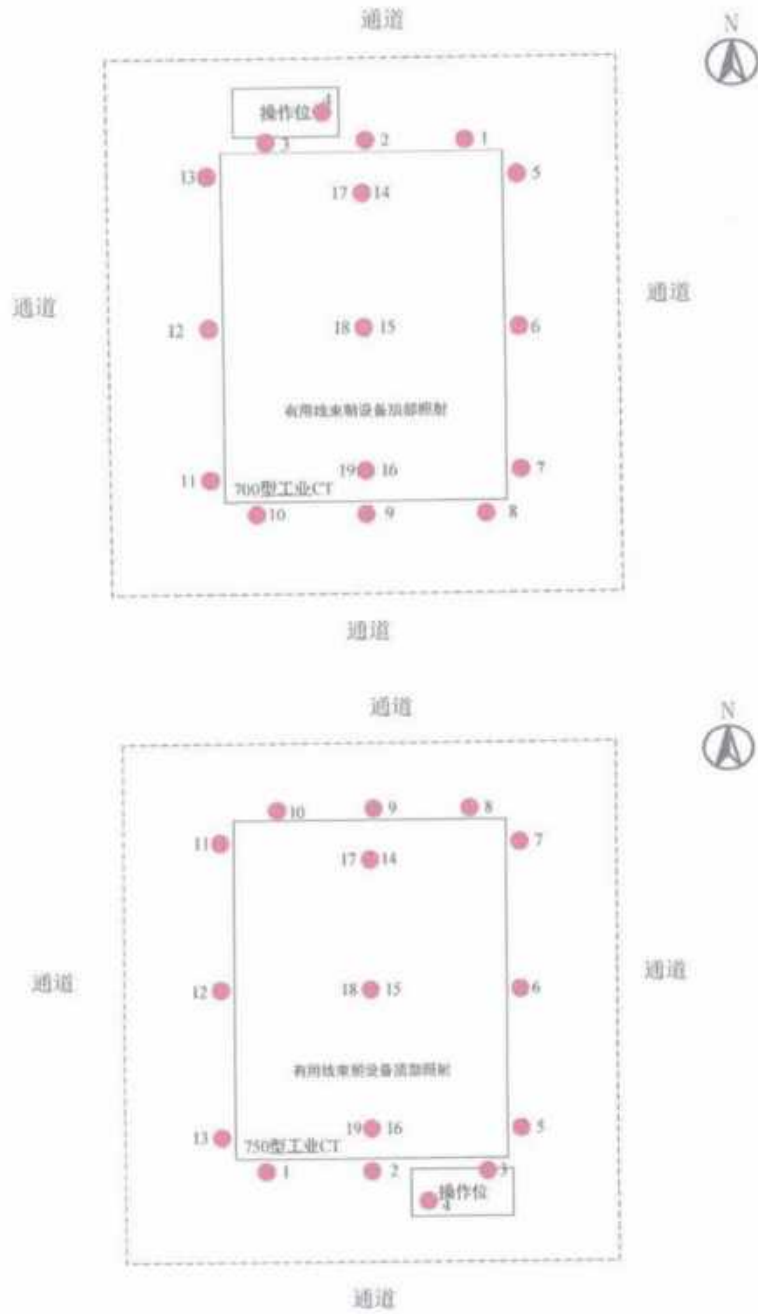 通道
N
操作位 4
3 2 1
13 5
17 14
通道 通道
12 18 15 6
有用线束朝设备顶部照射
19 16 7
11 700型工业CT
10 9 8
通道
通道
N
10 9 8
11 7
17 14
通道 通道
12 18 15 6
有用线束朝设备顶部照射
19 16 5
13 750型工业CT
1 2 3
操作位
4
通道